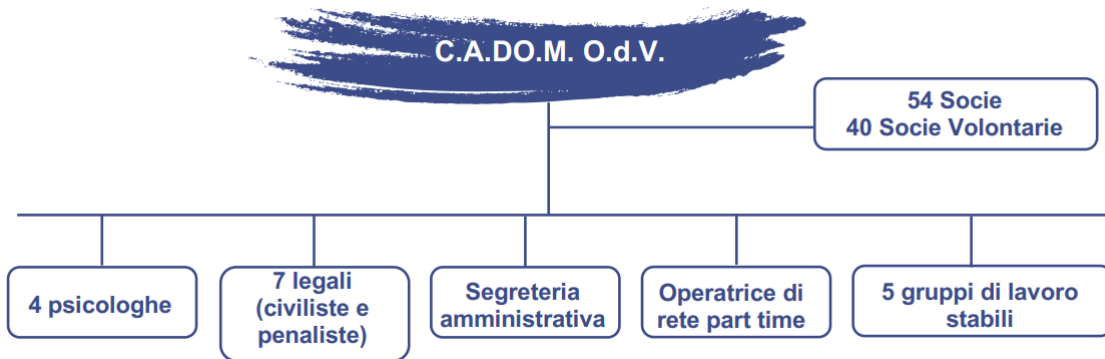 C.A.DO.M. O.d.V.
54 Socie
40 Socie Volontarie
4 psicologhe
7 legali
(civiliste e
penaliste)
Segreteria
amministrativa
Operatrice di
rete part time
5 gruppi di lavoro
stabili